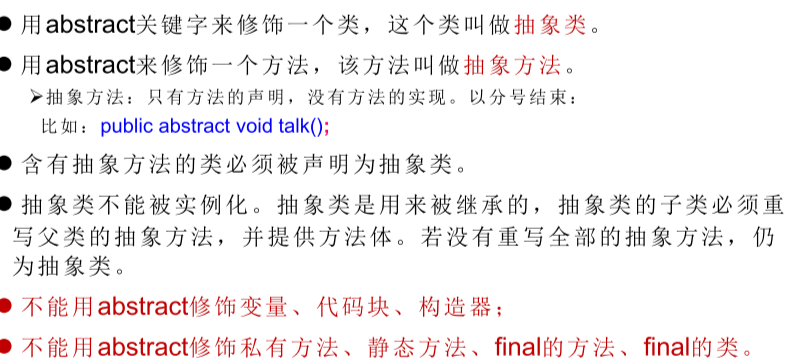 ● 用abstract关键字来修饰一个类，这个类叫做抽象类。
● 用abstract来修饰一个方法，该方法叫做抽象方法。
➢抽象方法：只有方法的声明，没有方法的实现。以分号结束：
比如：public abstract void talk();
● 含有抽象方法的类必须被声明为抽象类。
● 抽象类不能被实例化。抽象类是用来被继承的，抽象类的子类必须重
写父类的抽象方法，并提供方法体。若没有重写全部的抽象方法，仍
为抽象类。
● 不能用abstract修饰变量、代码块、构造器；
● 不能用abstract修饰私有方法、静态方法、final的方法、final的类。